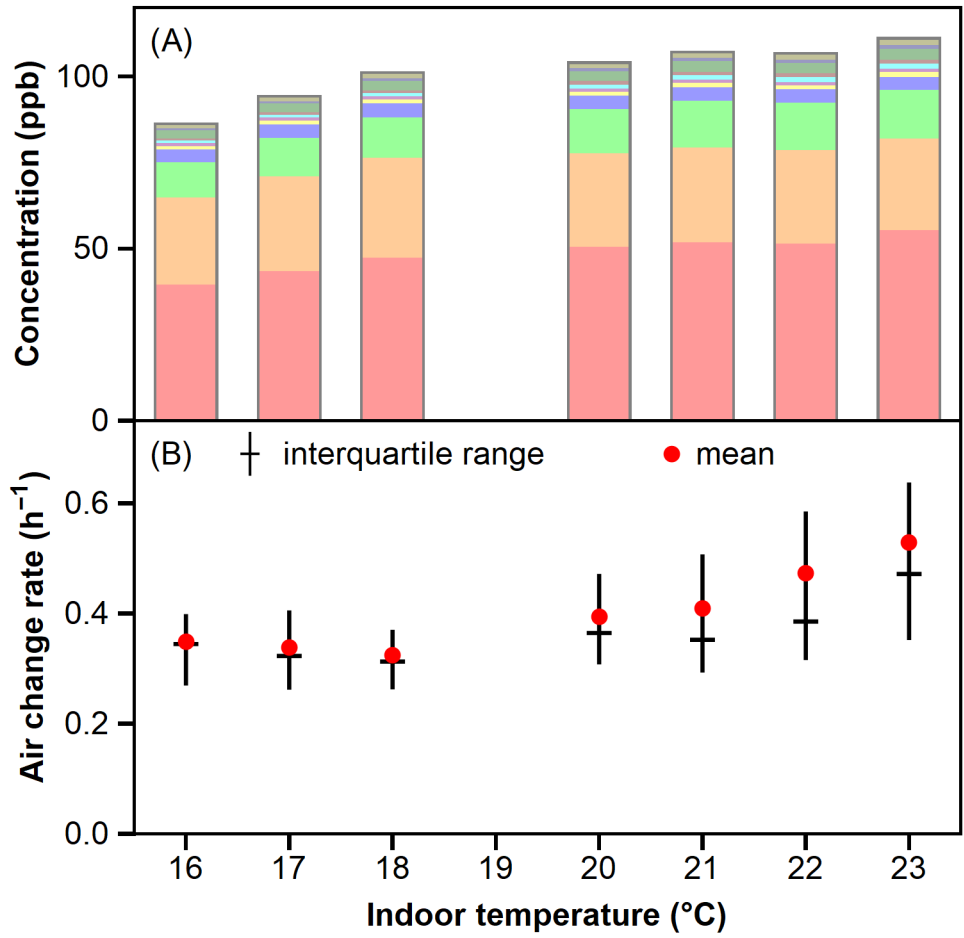 (A)
Concentration (ppb)
100
50
0
(B)
interquartile range
mean
Air change rate (h⁻¹)
0.6
0.4
0.2
0.0
16 17 18 19 20 21 22 23
Indoor temperature (°C)